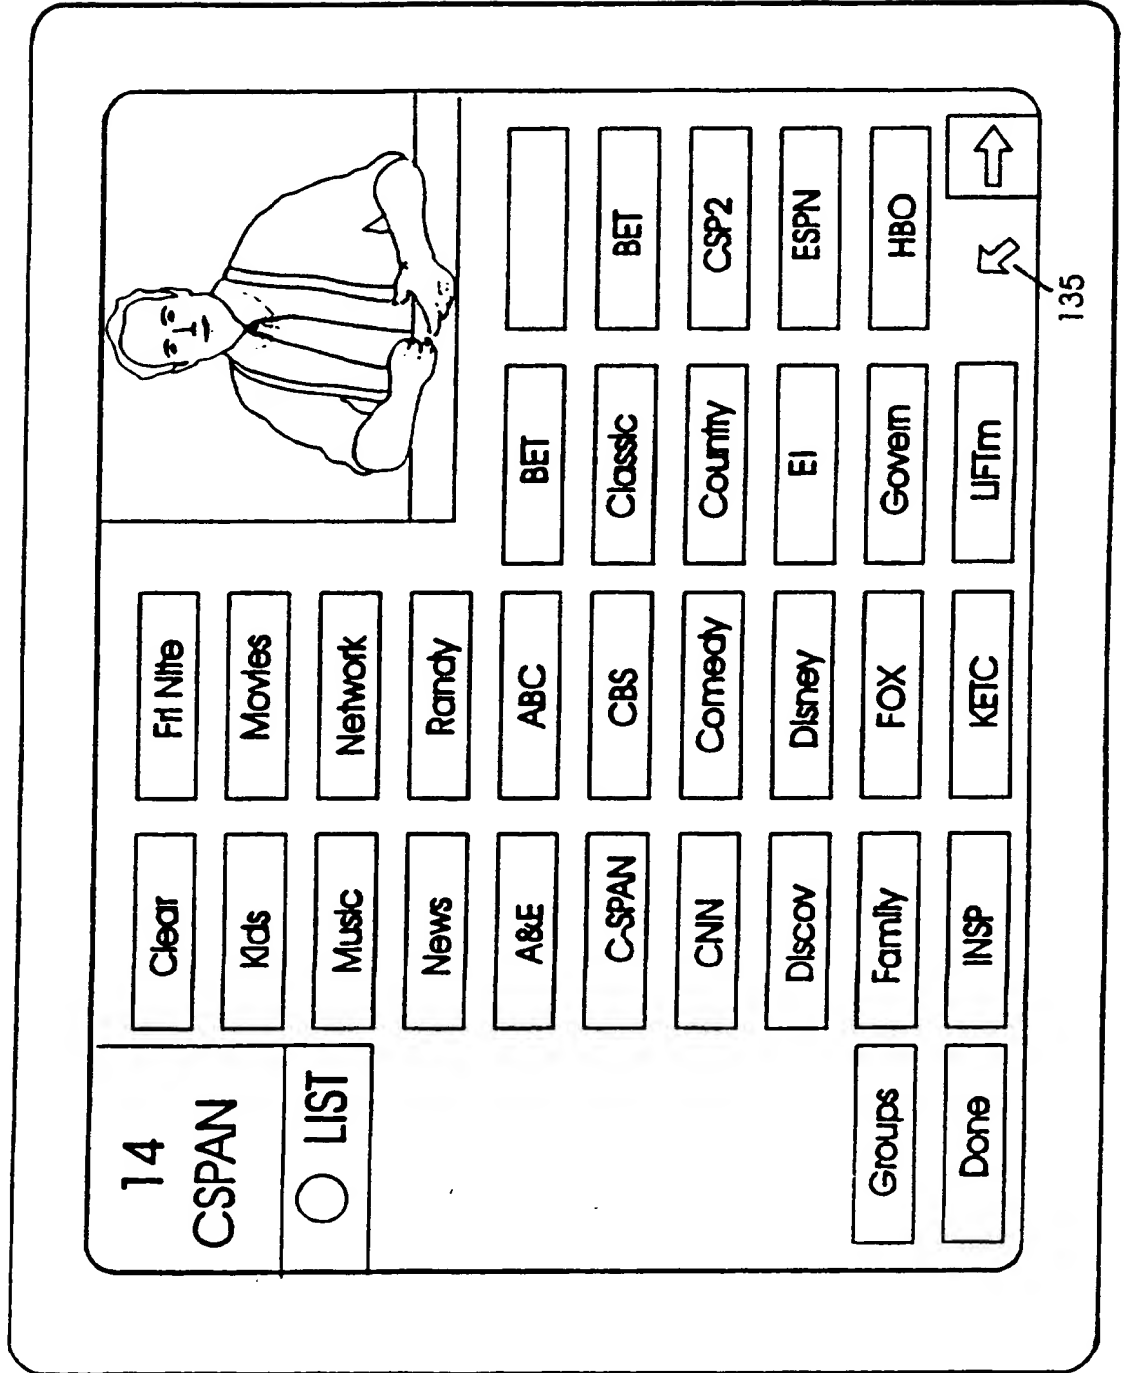 14
CSPAN
LIST
Clear
Fri Nite
Kids
Movies
Music
Network
News
Randy
A&E
ABC
BET
C-SPAN
CBS
Classic
BET
CNN
Comedy
Country
CSP2
Discov
Disney
E!
ESPN
Groups
Family
FOX
Govern
HBO
Done
INSP
KETC
LIFTm
135